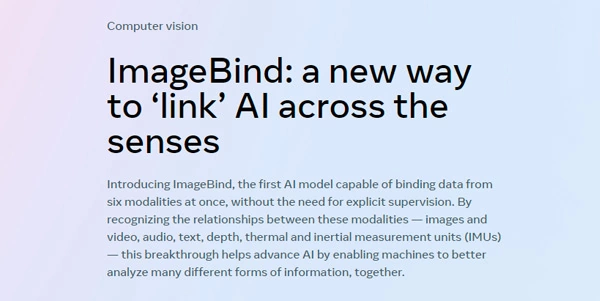 Computer vision
ImageBind: a new way
to ‘link’ AI across the
senses
Introducing ImageBind, the first AI model capable of binding data from
six modalities at once, without the need for explicit supervision. By
recognizing the relationships between these modalities — images and
video, audio, text, depth, thermal and inertial measurement units (IMUs)
— this breakthrough helps advance AI by enabling machines to better
analyze many different forms of information, together.